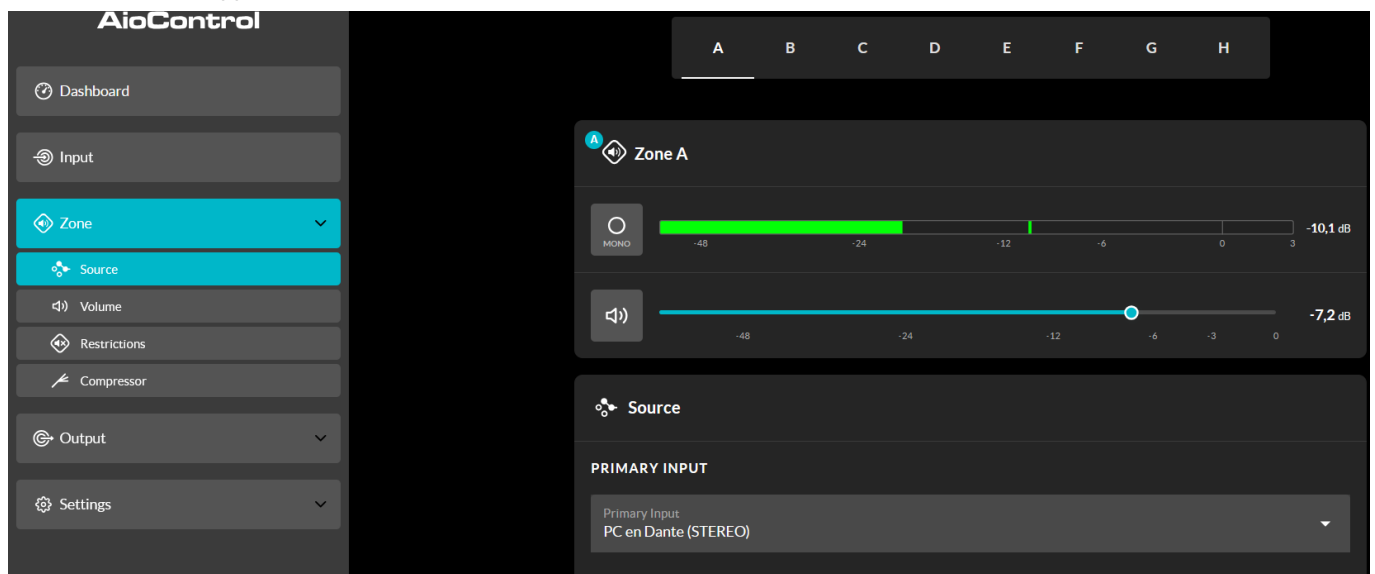 AioControl
A B C D E F G H
Dashboard
Input
Zone
Source
Volume
Restrictions
Compressor
Output
Settings
A
Zone A
MONO
-48 -24 -12 -6 0 3
-10,1 dB
-48 -24 -12 -6 -3 0
-7,2 dB
Source
PRIMARY INPUT
Primary Input
PC en Dante (STEREO)